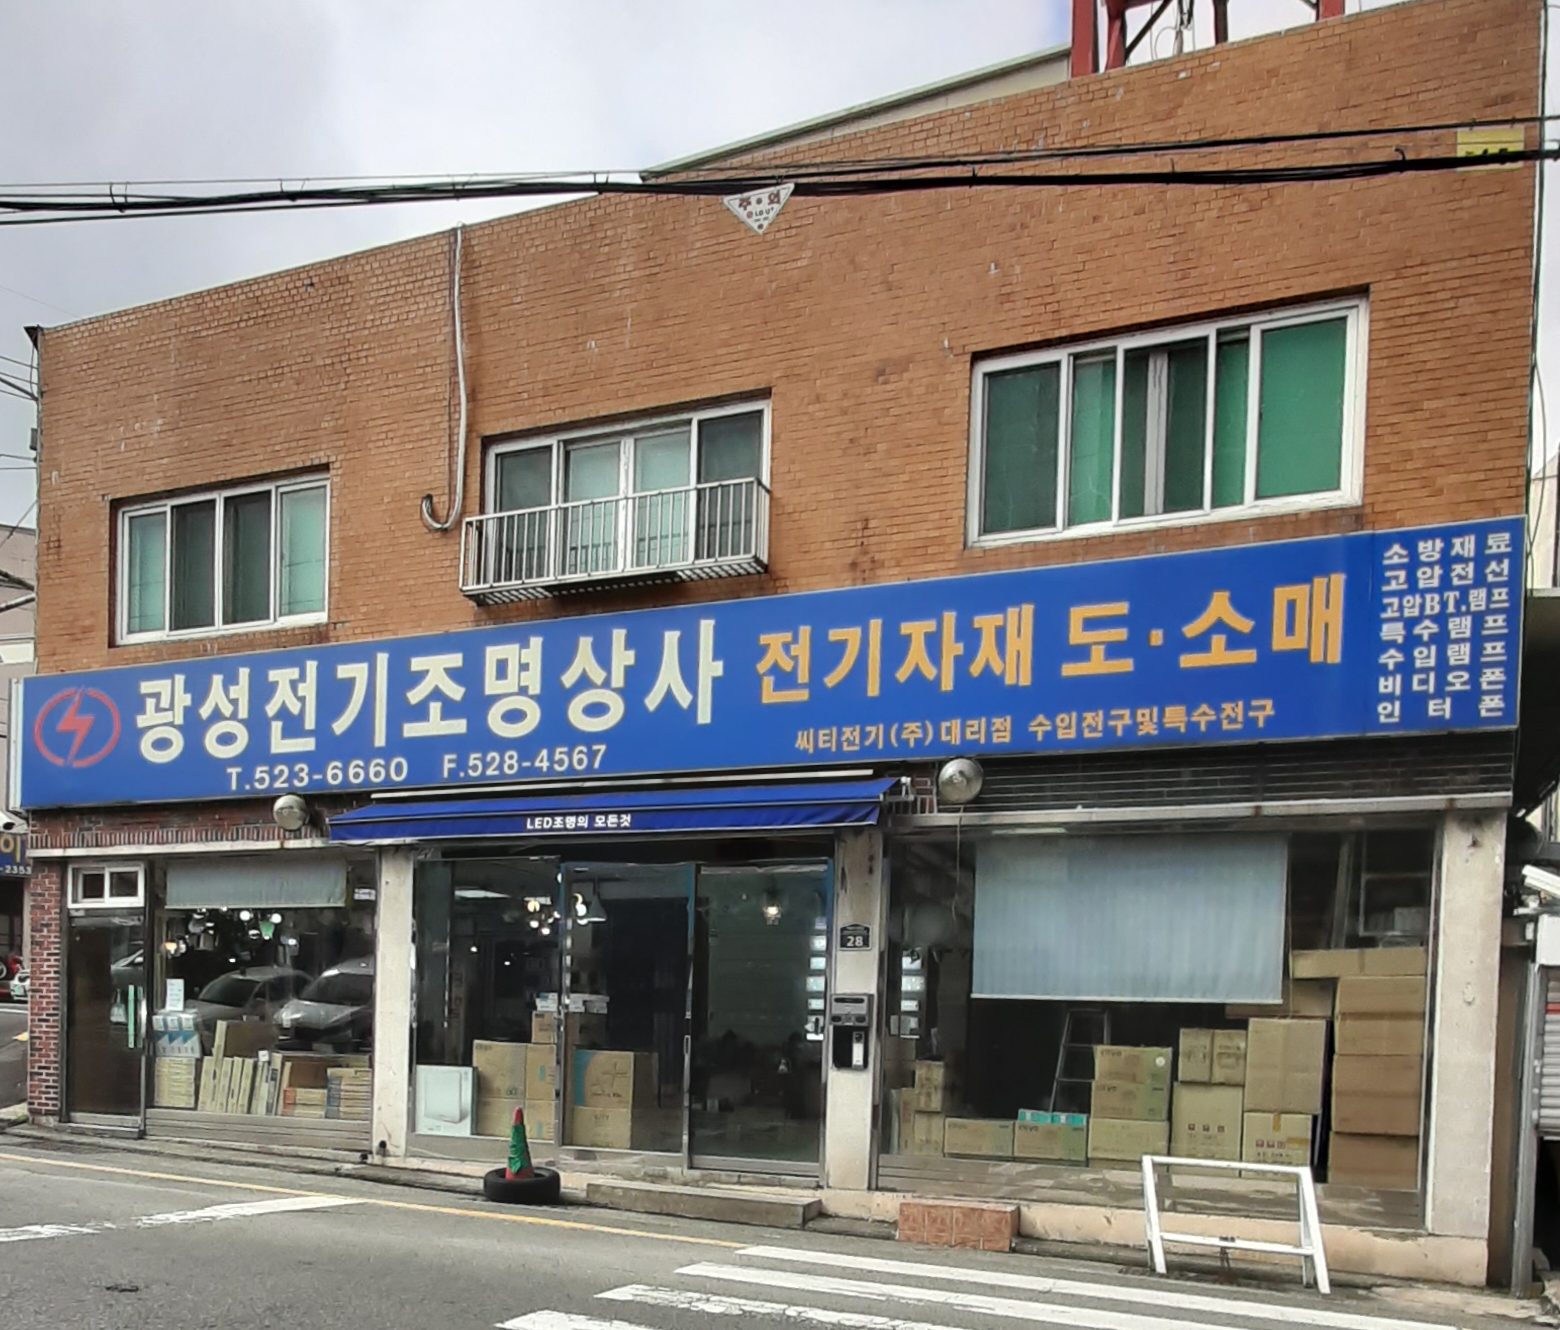 주의
LG U+
광성전기조명상사
전기자재 도·소매
T.523-6660 F.528-4567
씨티전기(주)대리점 수입전구및특수전구
소방재료
고압전선
고압BT.램프
특수램프
수입램프
비디오폰
인터폰
LED조명의 모든것
28